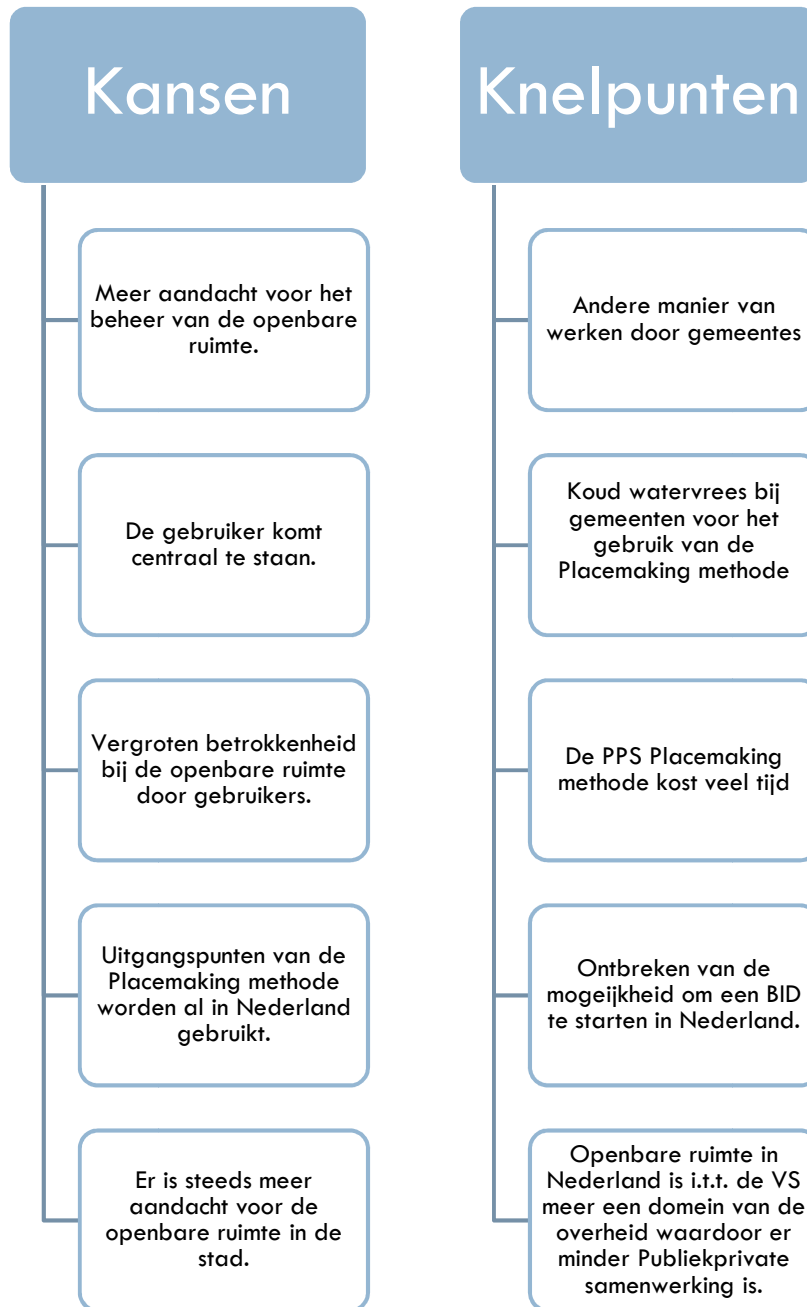 Kansen
Meer aandacht voor het
beheer van de openbare
ruimte.
De gebruiker komt
centraal te staan.
Vergroten betrokkenheid
bij de openbare ruimte
door gebruikers.
Uitgangspunten van de
Placemaking methode
worden al in Nederland
gebruikt.
Er is steeds meer
aandacht voor de
openbare ruimte in de
stad.
Knelpunten
Andere manier van
werken door gemeentes
Koud watervrees bij
gemeenten voor het
gebruik van de
Placemaking methode
De PPS Placemaking
methode kost veel tijd
Ontbreken van de
mogeijkheid om een BID
te starten in Nederland.
Openbare ruimte in
Nederland is i.t.t. de VS
meer een domein van de
overheid waardoor er
minder Publiekprivate
samenwerking is.